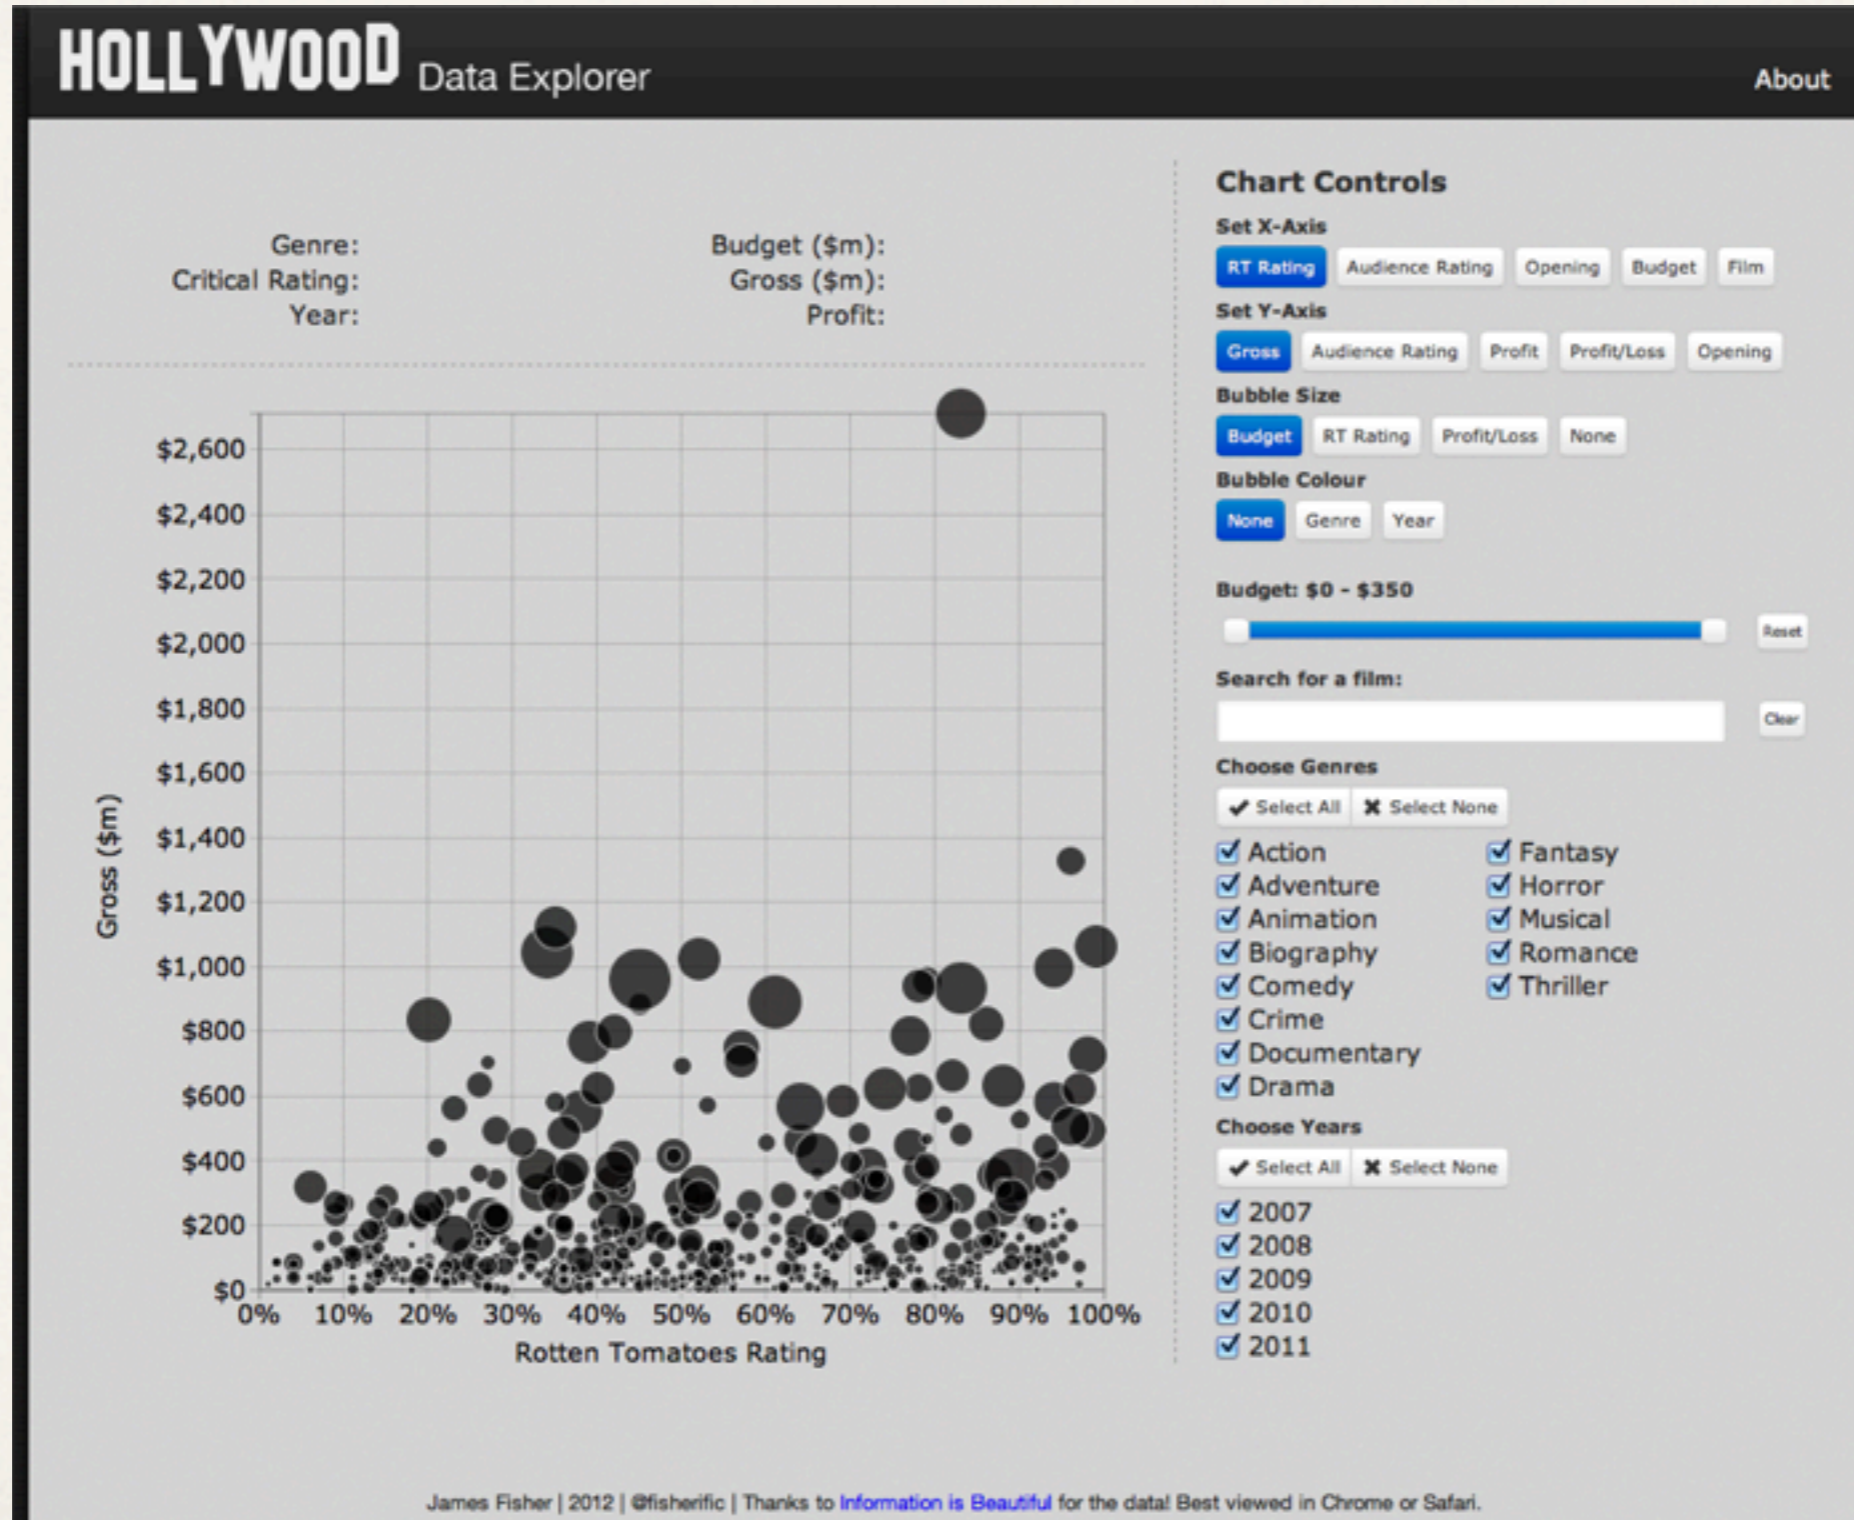 HOLLYWOOD Data Explorer
About
Genre:
Critical Rating:
Year:
Budget ($m):
Gross ($m):
Profit:
$2,600
$2,400
$2,200
$2,000
$1,800
$1,600
$1,400
$1,200
$1,000
$800
$600
$400
$200
$0
Gross ($m)
0% 10% 20% 30% 40% 50% 60% 70% 80% 90% 100%
Rotten Tomatoes Rating
Chart Controls
Set X-Axis
RT Rating Audience Rating Opening Budget Film
Set Y-Axis
Gross Audience Rating Profit Profit/Loss Opening
Bubble Size
Budget RT Rating Profit/Loss None
Bubble Colour
None Genre Year
Budget: $0 - $350
Reset
Search for a film:
Clear
Choose Genres
Select All Select None
Action Fantasy
Adventure Horror
Animation Musical
Biography Romance
Comedy Thriller
Crime
Documentary
Drama
Choose Years
Select All Select None
2007
2008
2009
2010
2011
James Fisher | 2012 | @fisherific | Thanks to Information is Beautiful for the data! Best viewed in Chrome or Safari.